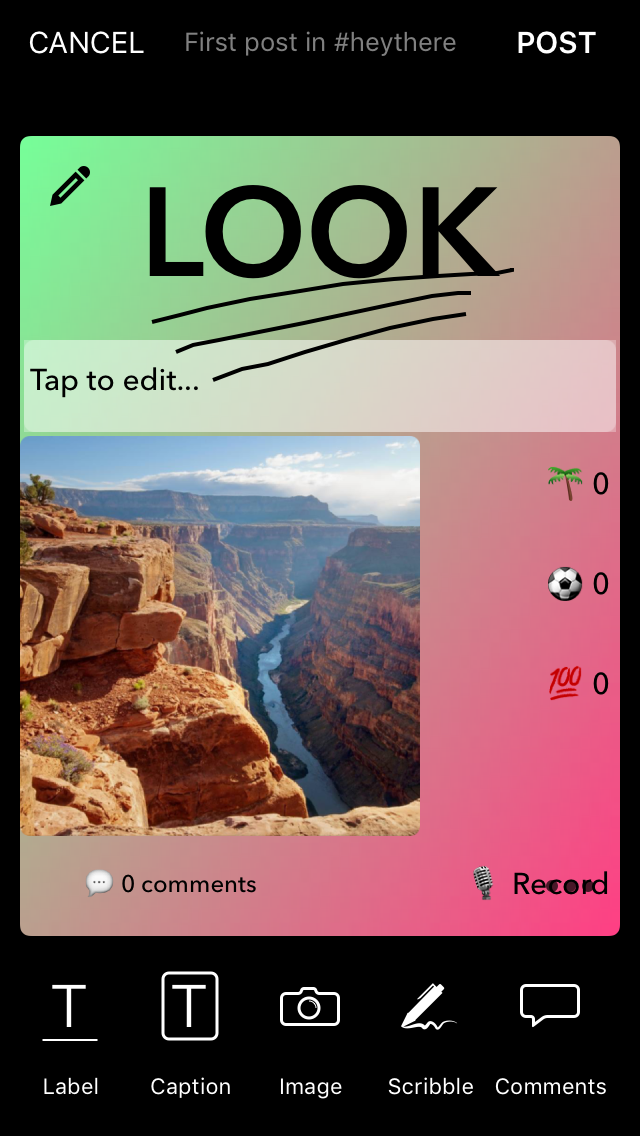 CANCEL First post in #heythere POST
LOOK
Tap to edit...
🌴 0
⚽ 0
💯 0
💬 0 comments
🎙 Record
T T
Label Caption Image Scribble Comments